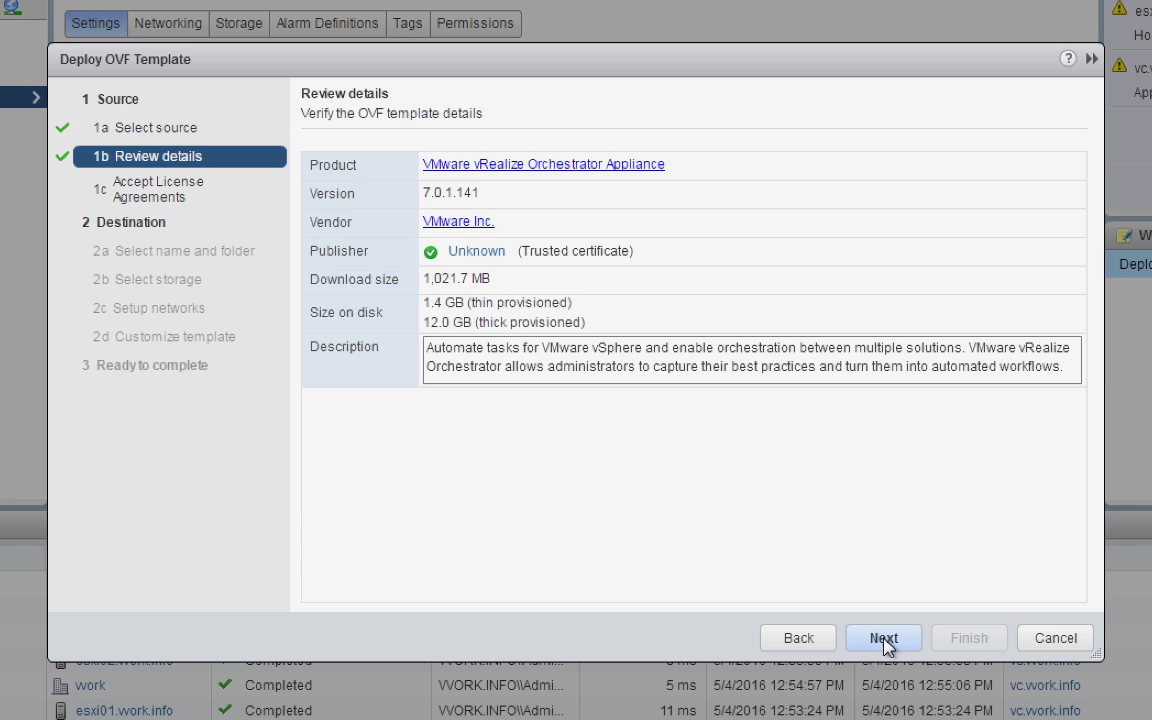 Settings Networking Storage Alarm Definitions Tags Permissions
Deploy OVF Template
1 Source
1a Select source
1b Review details
1c Accept License
Agreements
2 Destination
2a Select name and folder
2b Select storage
2c Setup networks
2d Customize template
3 Ready to complete
Review details
Verify the OVF template details
Product VMware vRealize Orchestrator Appliance
Version 7.0.1.141
Vendor VMware Inc.
Publisher Unknown (Trusted certificate)
Download size 1,021.7 MB
Size on disk 1.4 GB (thin provisioned)
12.0 GB (thick provisioned)
Description Automate tasks for VMware vSphere and enable orchestration between multiple solutions. VMware vRealize
Orchestrator allows administrators to capture their best practices and turn them into automated workflows.
Back Next Finish Cancel
work Completed WORK.INFO\\Admi... 5 ms 5/4/2016 12:54:57 PM 5/4/2016 12:55:06 PM vc.work.info
esxi01.work.info Completed WORK.INFO\\Admi... 11 ms 5/4/2016 12:53:24 PM 5/4/2016 12:53:24 PM vc.work.info